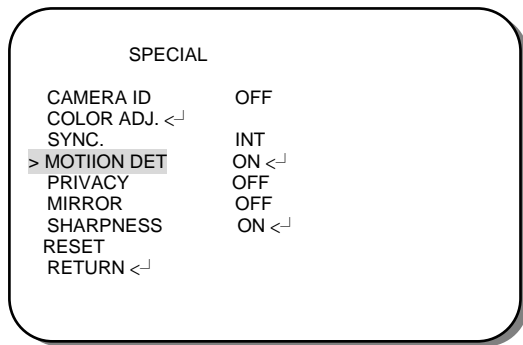 SPECIAL
CAMERA ID OFF
COLOR ADJ. <┘
SYNC. INT
> MOTIION DET ON <┘
PRIVACY OFF
MIRROR OFF
SHARPNESS ON <┘
RESET
RETURN <┘